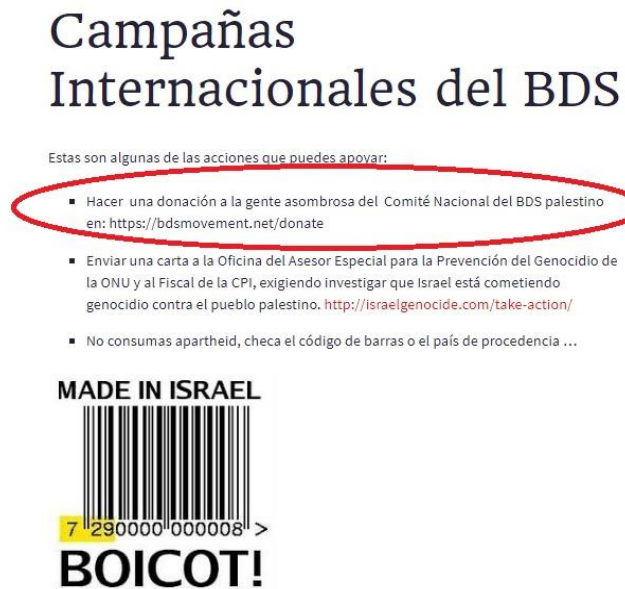 Campañas
Internacionales del BDS
Estas son algunas de las acciones que puedes apoyar:
▪ Hacer una donación a la gente asombrosa del Comité Nacional del BDS palestino
en: https://bdsmovement.net/donate
▪ Enviar una carta a la Oficina del Asesor Especial para la Prevención del Genocidio de
la ONU y al Fiscal de la CPI, exigiendo investigar que Israel está cometiendo
genocidio contra el pueblo palestino. http://israelgenocide.com/take-action/
▪ No consumas apartheid, checa el código de barras o el país de procedencia ...
MADE IN ISRAEL
7 290000 000008 >
BOICOT!